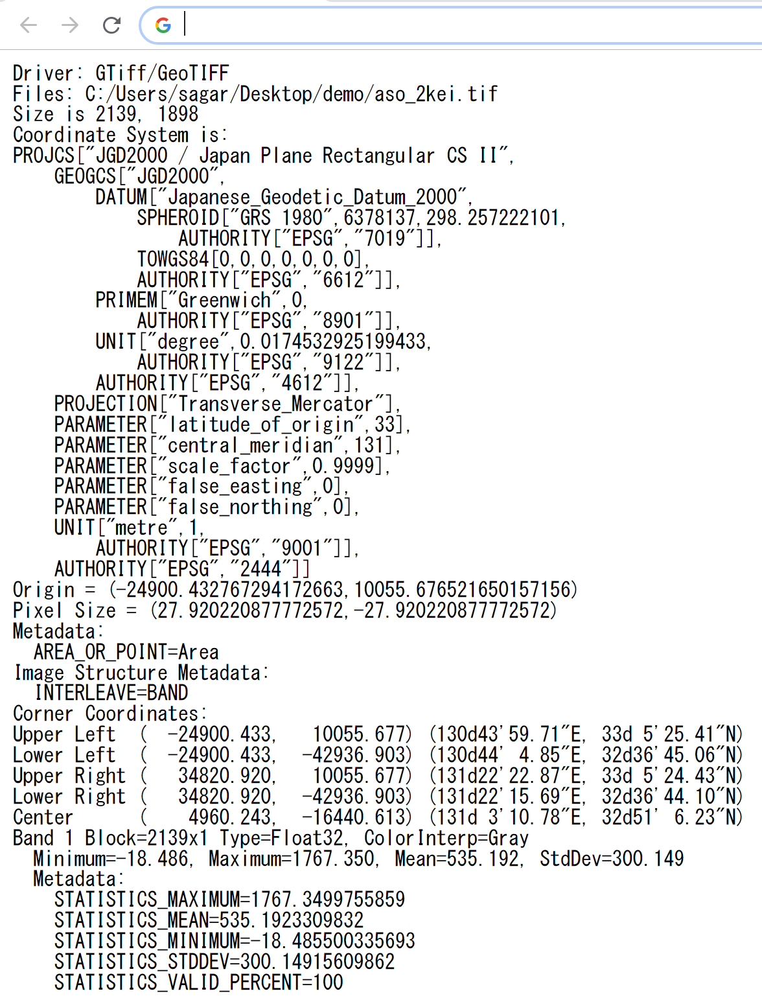 Driver: GTiff/GeoTIFF
Files: C:/Users/sagar/Desktop/demo/aso_2kei.tif
Size is 2139, 1898
Coordinate System is:
PROJCS["JGD2000 / Japan Plane Rectangular CS II",
    GEOGCS["JGD2000",
        DATUM["Japanese_Geodetic_Datum_2000",
            SPHEROID["GRS 1980",6378137,298.257222101,
                AUTHORITY["EPSG","7019"]],
            TOWGS84[0,0,0,0,0,0,0],
            AUTHORITY["EPSG","6612"]],
        PRIMEM["Greenwich",0,
            AUTHORITY["EPSG","8901"]],
        UNIT["degree",0.0174532925199433,
            AUTHORITY["EPSG","9122"]],
        AUTHORITY["EPSG","4612"]],
    PROJECTION["Transverse_Mercator"],
    PARAMETER["latitude_of_origin",33],
    PARAMETER["central_meridian",131],
    PARAMETER["scale_factor",0.9999],
    PARAMETER["false_easting",0],
    PARAMETER["false_northing",0],
    UNIT["metre",1,
        AUTHORITY["EPSG","9001"]],
    AUTHORITY["EPSG","2444"]]
Origin = (-24900.432767294172663,10055.676521650157156)
Pixel Size = (27.920220877772572,-27.920220877772572)
Metadata:
  AREA_OR_POINT=Area
Image Structure Metadata:
  INTERLEAVE=BAND
Corner Coordinates:
Upper Left  (  -24900.433,   10055.677) (130d43'59.71"E, 33d 5'25.41"N)
Lower Left  (  -24900.433,  -42936.903) (130d44' 4.85"E, 32d36'45.06"N)
Upper Right (   34820.920,   10055.677) (131d22'22.87"E, 33d 5'24.43"N)
Lower Right (   34820.920,  -42936.903) (131d22'15.69"E, 32d36'44.10"N)
Center      (    4960.243,  -16440.613) (131d 3'10.78"E, 32d51' 6.23"N)
Band 1 Block=2139x1 Type=Float32, ColorInterp=Gray
  Minimum=-18.486, Maximum=1767.350, Mean=535.192, StdDev=300.149
  Metadata:
    STATISTICS_MAXIMUM=1767.3499755859
    STATISTICS_MEAN=535.1923309832
    STATISTICS_MINIMUM=-18.485500335693
    STATISTICS_STDDEV=300.14915609862
    STATISTICS_VALID_PERCENT=100